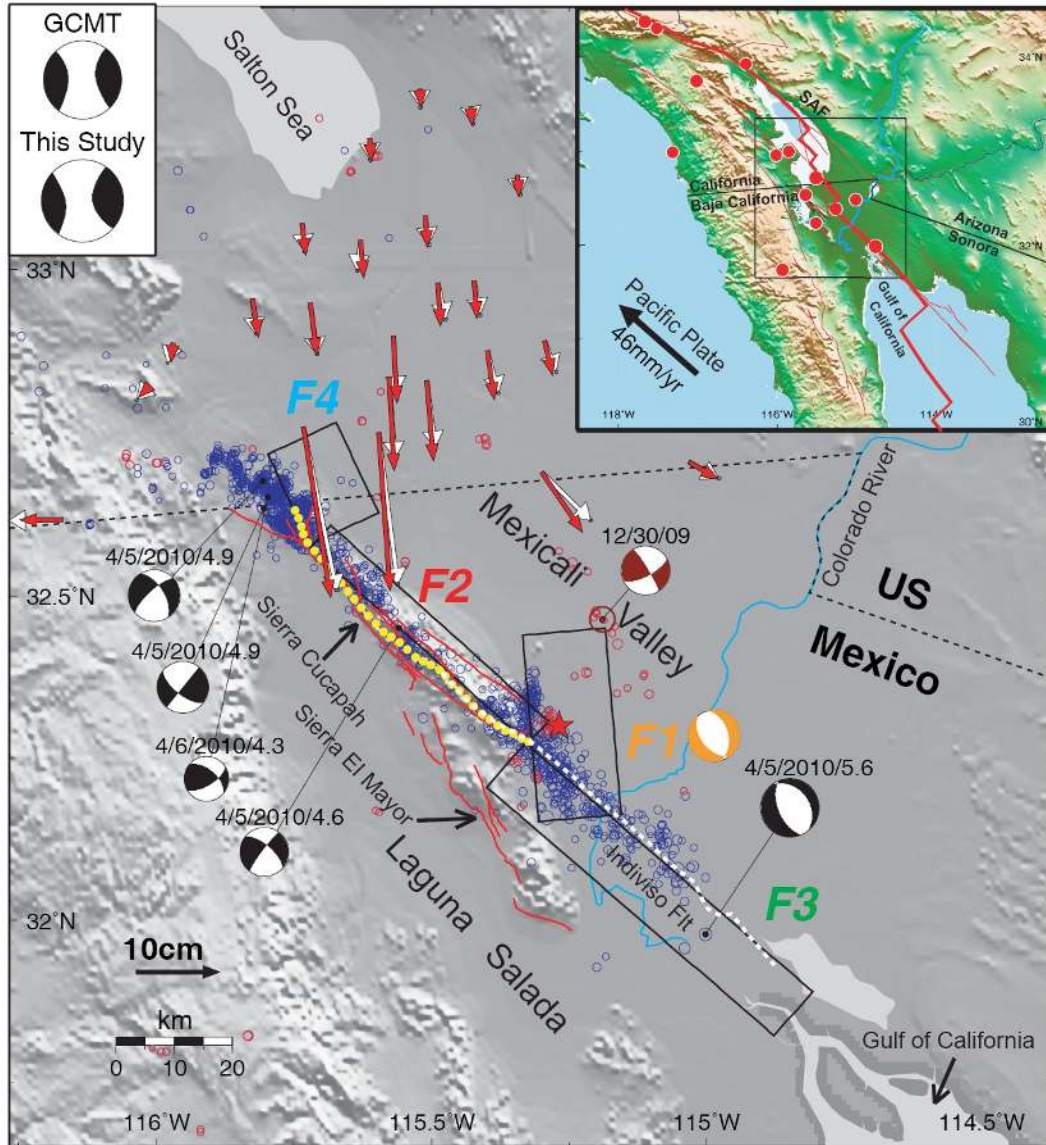 GCMT
This Study
Salton Sea
34°N
SAF
California
Baja California
Arizona
Sonora
32°N
Pacific Plate
46mm/yr
Gulf of
California
118°W
116°W
114°W
30°N
33°N
F4
Colorado River
Mexicali
Valley
12/30/09
US
Mexico
4/5/2010/4.9
32.5°N
F2
Sierra Cucapah
Sierra El Mayor
4/5/2010/4.9
4/6/2010/4.3
F1
4/5/2010/5.6
4/5/2010/4.6
Laguna
Salada
Indiviso Flt
F3
32°N
10cm
km
0 10 20
Gulf of California
116°W
115.5°W
115°W
114.5°W